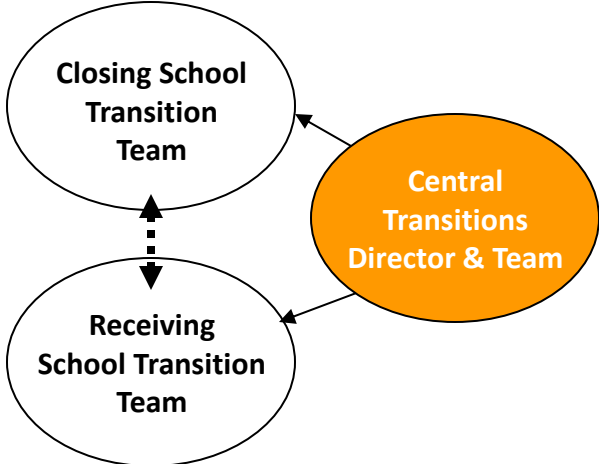 Closing School
Transition
Team
Central
Transitions
Director & Team
Receiving
School Transition
Team